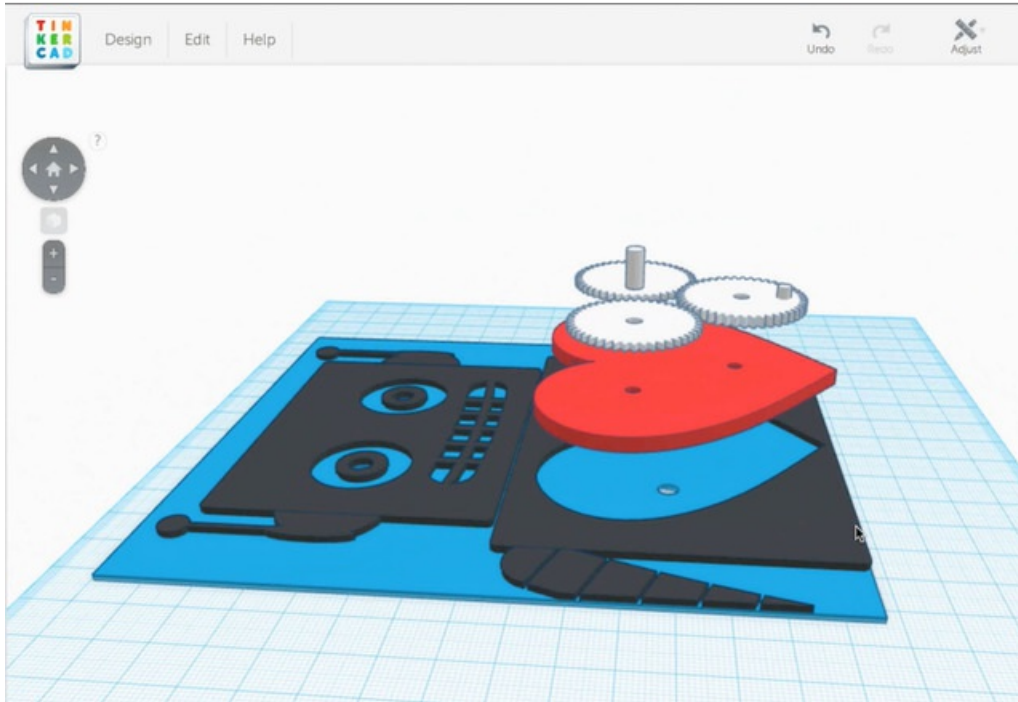 TIN
KER
CAD
Design
Edit
Help
Undo
Redo
Adjust
?
+
-